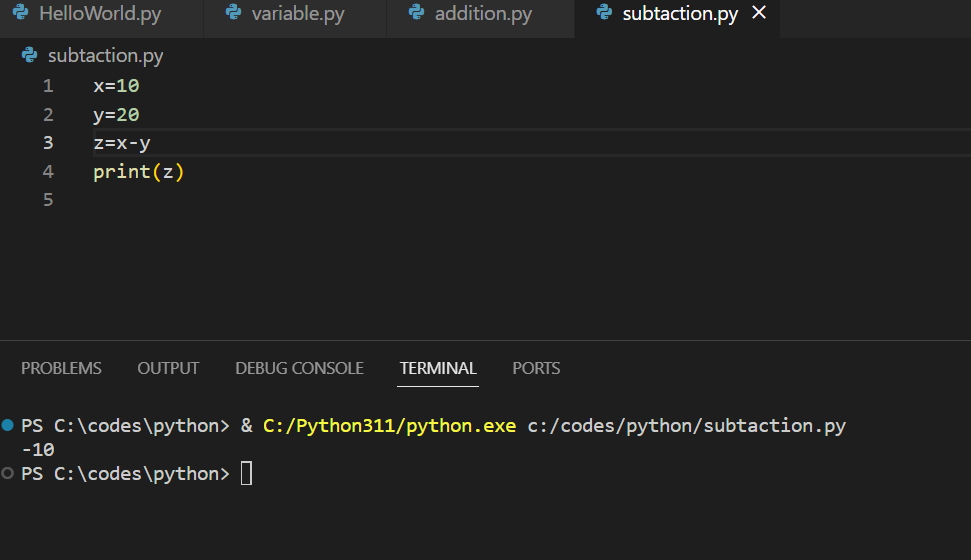 HelloWorld.py variable.py addition.py subtaction.py
subtaction.py
1 x=10
2 y=20
3 z=x-y
4 print(z)
5
PROBLEMS OUTPUT DEBUG CONSOLE TERMINAL PORTS
PS C:\codes\python> & C:/Python311/python.exe c:/codes/python/subtaction.py
-10
PS C:\codes\python>